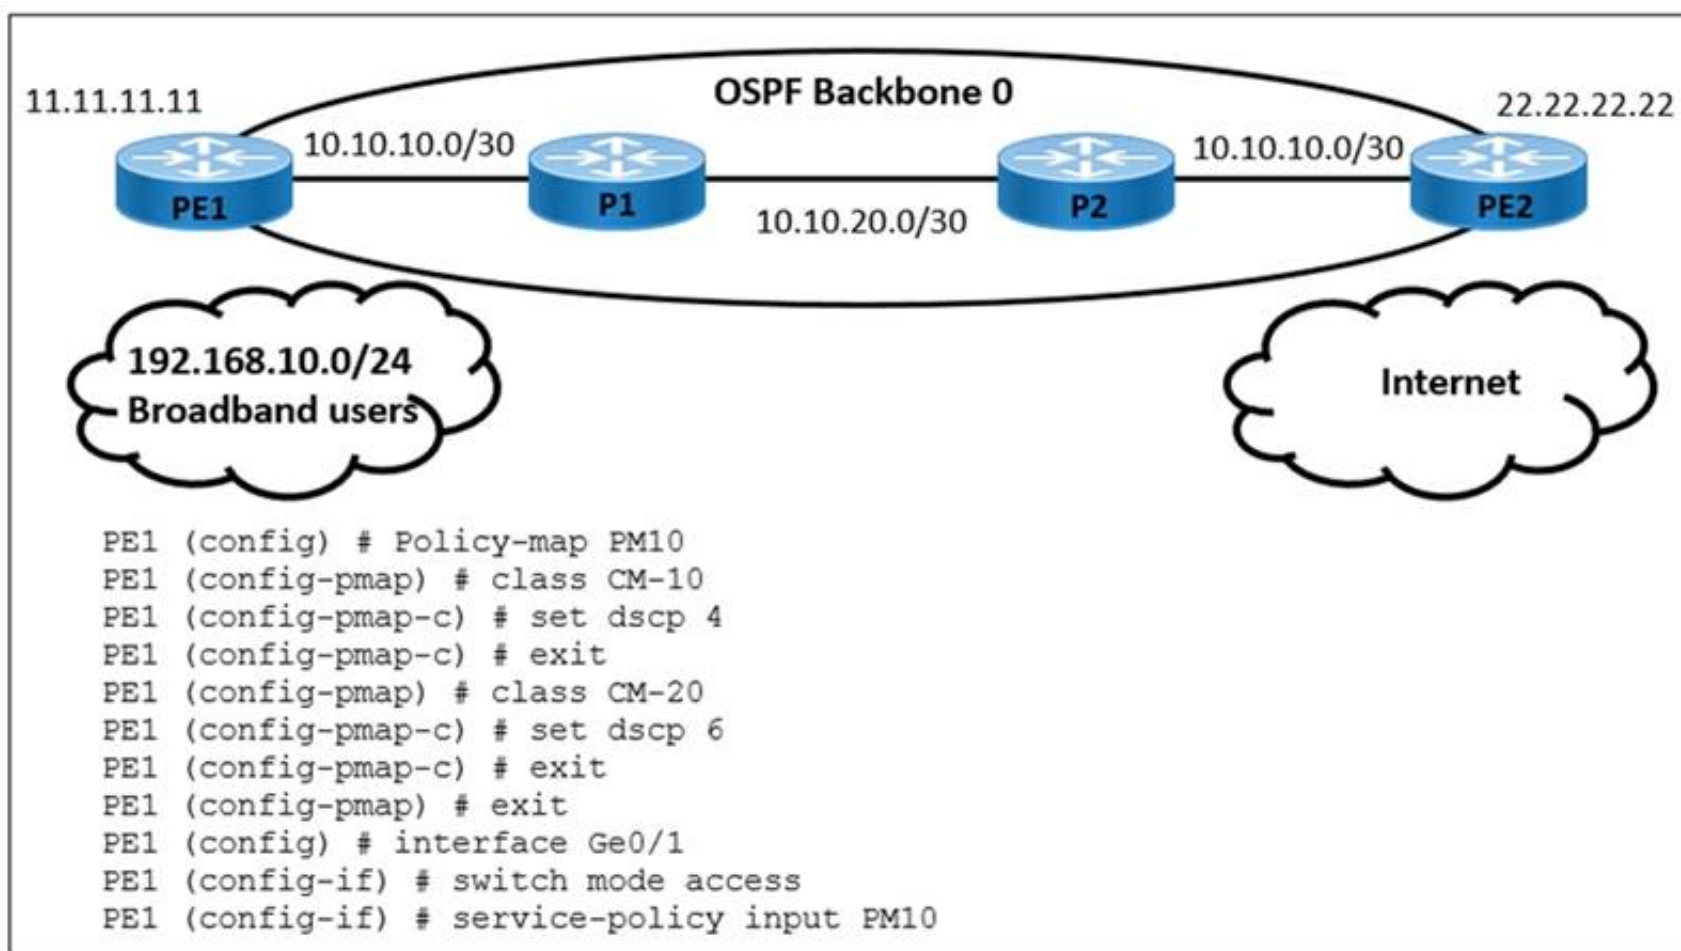 OSPF Backbone 0
11.11.11.11
22.22.22.22
10.10.10.0/30
10.10.10.0/30
PE1
P1
P2
PE2
10.10.20.0/30
192.168.10.0/24
Broadband users
Internet
PE1 (config) # Policy-map PM10
PE1 (config-pmap) # class CM-10
PE1 (config-pmap-c) # set dscp 4
PE1 (config-pmap-c) # exit
PE1 (config-pmap) # class CM-20
PE1 (config-pmap-c) # set dscp 6
PE1 (config-pmap-c) # exit
PE1 (config-pmap) # exit
PE1 (config) # interface Ge0/1
PE1 (config-if) # switch mode access
PE1 (config-if) # service-policy input PM10